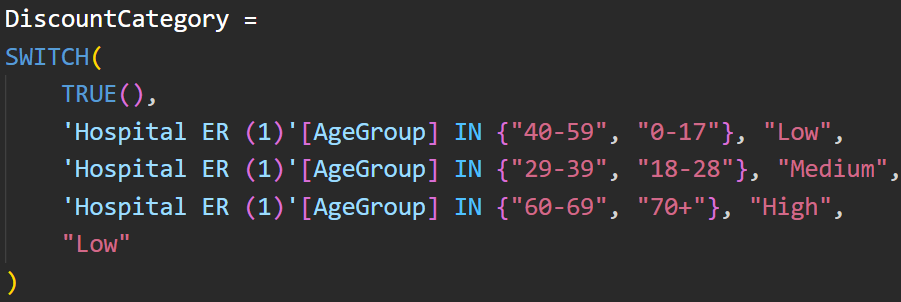 DiscountCategory =
SWITCH(
TRUE(),
'Hospital ER (1)'[AgeGroup] IN {"40-59", "0-17"}, "Low",
'Hospital ER (1)'[AgeGroup] IN {"29-39", "18-28"}, "Medium",
'Hospital ER (1)'[AgeGroup] IN {"60-69", "70+"}, "High",
"Low"
)